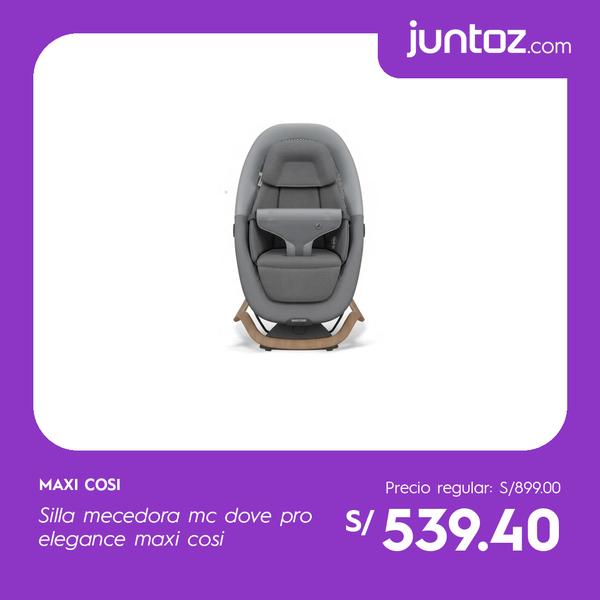 juntoz.com
MAXI COSI
Silla mecedora mc dove pro
elegance maxi cosi
Precio regular: S/899.00
S/ 539.40